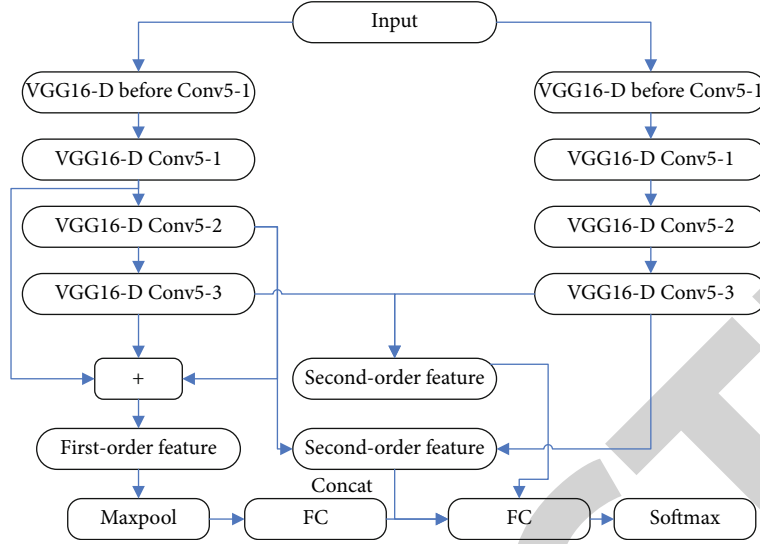 Input
VGG16-D before Conv5-1
VGG16-D before Conv5-1
VGG16-D Conv5-1
VGG16-D Conv5-1
VGG16-D Conv5-2
VGG16-D Conv5-2
VGG16-D Conv5-3
VGG16-D Conv5-3
+
Second-order feature
First-order feature
Second-order feature
Concat
Maxpool
FC
FC
Softmax